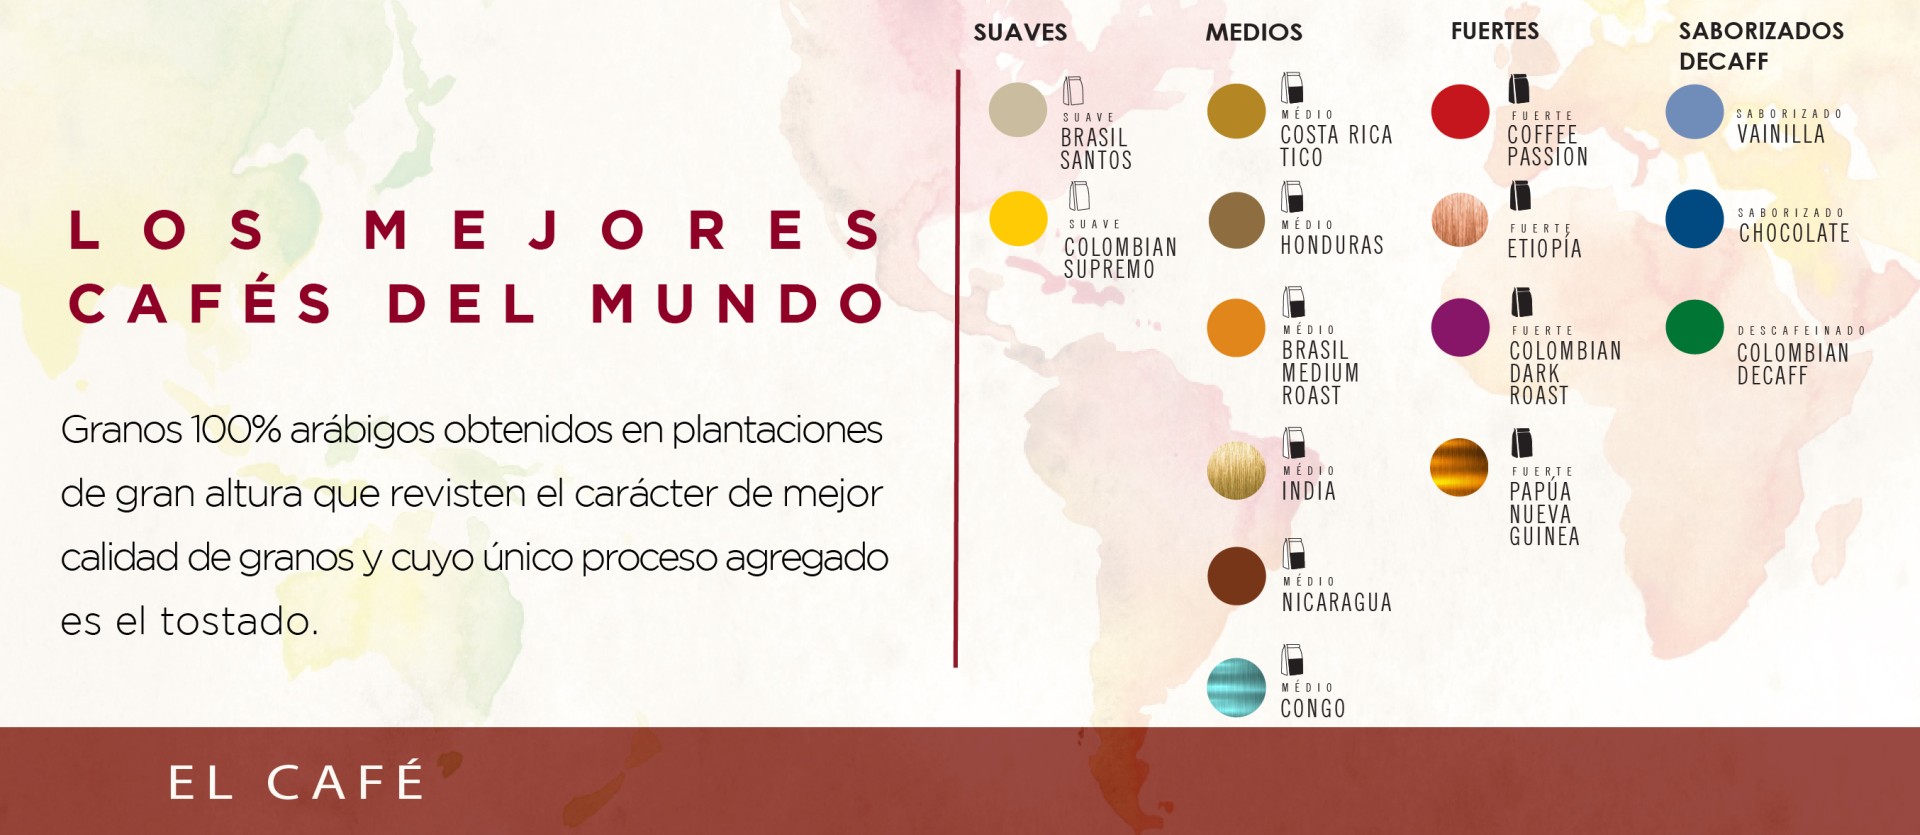 LOS MEJORES
CAFÉS DEL MUNDO
Granos 100% arábigos obtenidos en plantaciones
de gran altura que revisten el carácter de mejor
calidad de granos y cuyo único proceso agregado
es el tostado.
SUAVES
SUAVE
BRASIL
SANTOS
SUAVE
COLOMBIAN
SUPREMO
MEDIOS
MÉDIO
COSTA RICA
TICO
MÉDIO
HONDURAS
MÉDIO
BRASIL
MEDIUM
ROAST
MÉDIO
INDIA
MÉDIO
NICARAGUA
MÉDIO
CONGO
FUERTES
FUERTE
COFFEE
PASSION
FUERTE
ETIOPÍA
FUERTE
COLOMBIAN
DARK
ROAST
FUERTE
PAPÚA
NUEVA
GUINEA
SABORIZADOS
DECAFF
SABORIZADO
VAINILLA
SABORIZADO
CHOCOLATE
DESCAFEINADO
COLOMBIAN
DECAFF
EL CAFÉ